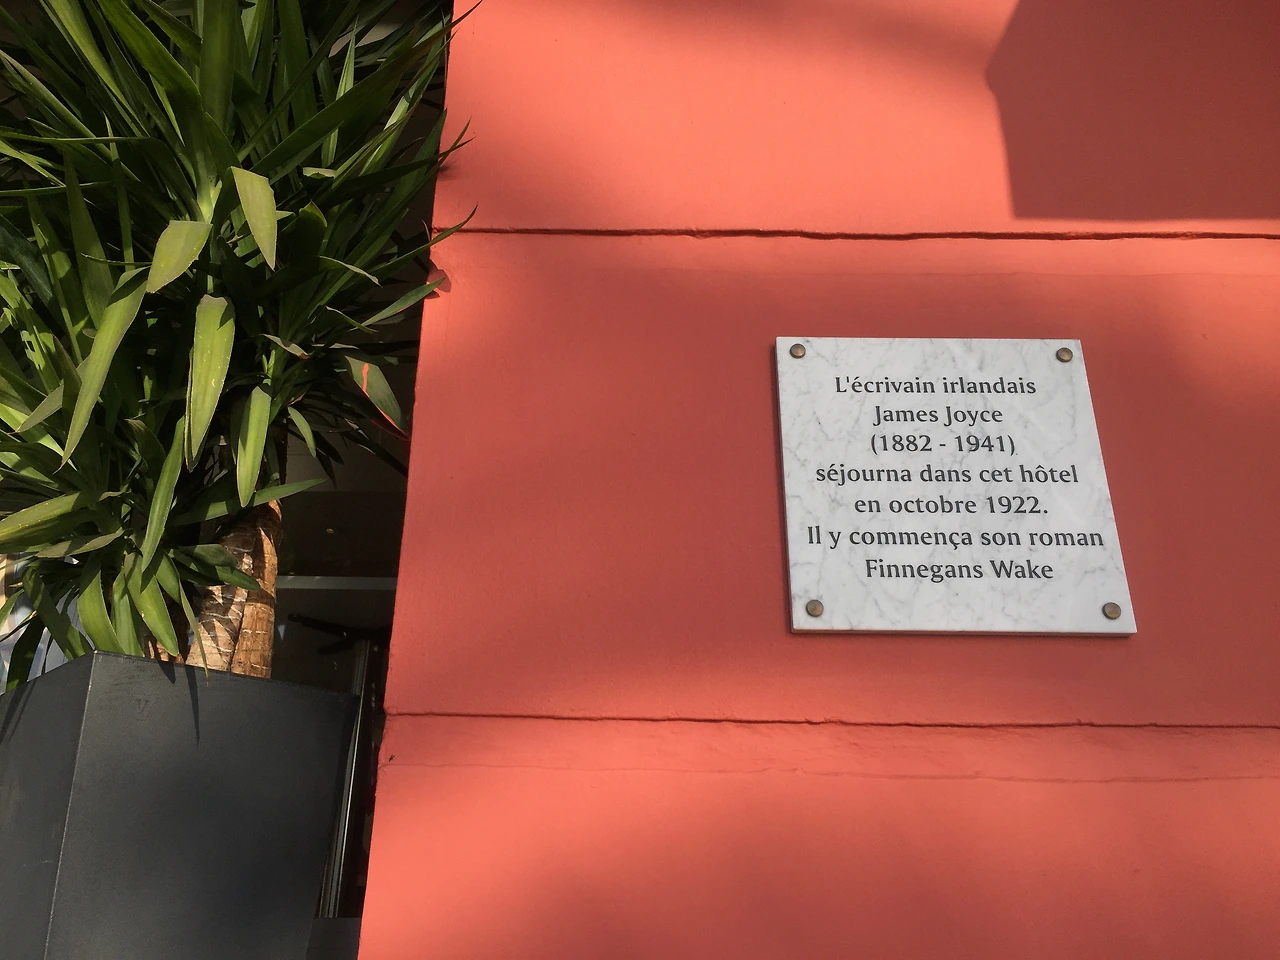 L'écrivain irlandais
James Joyce
(1882 - 1941)
séjourna dans cet hôtel
en octobre 1922.
Il y commença son roman
Finnegans Wake